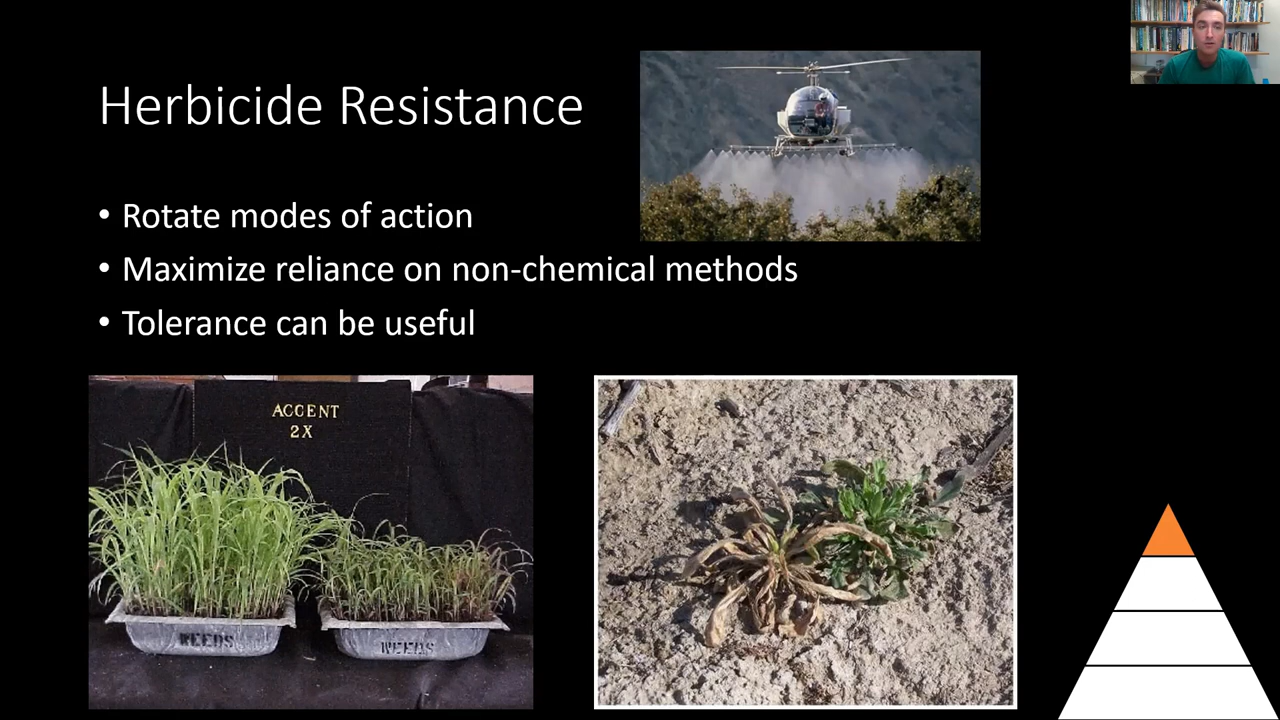 Herbicide Resistance
• Rotate modes of action
• Maximize reliance on non-chemical methods
• Tolerance can be useful
ACCENT
2X
WEEDS
WEEDS